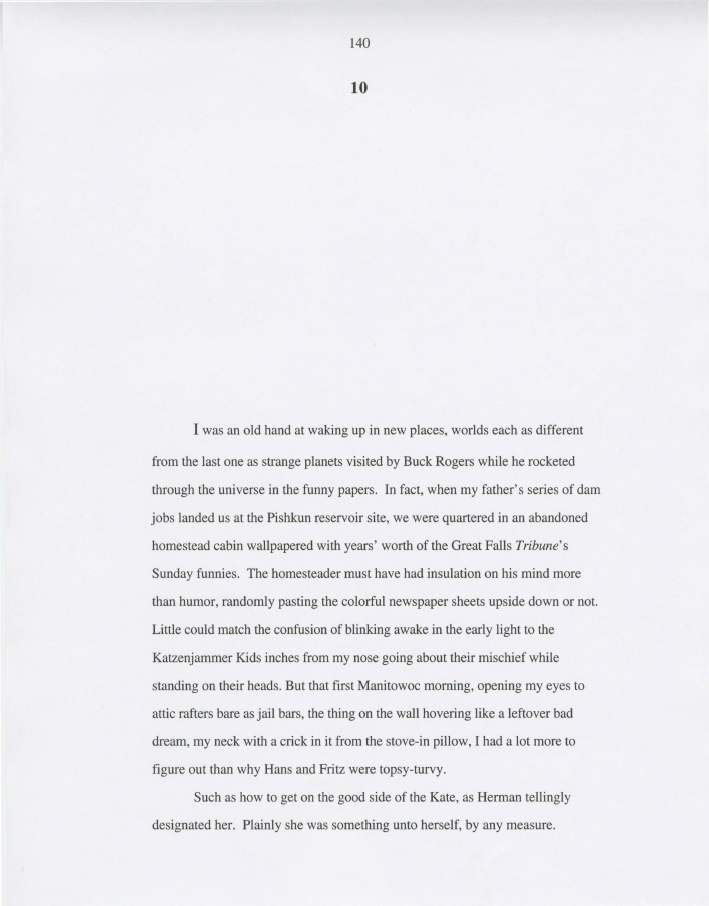 140
10
I was an old hand at waking up in new places, worlds each as different
from the last one as strange planets visited by Buck Rogers while he rocketed
through the universe in the funny papers.  In fact, when my father's series of dam
jobs landed us at the Pishkun reservoir site, we were quartered in an abandoned
homestead cabin wallpapered with years' worth of the Great Falls Tribune's
Sunday funnies.  The homesteader must have had insulation on his mind more
than humor, randomly pasting the colorful newspaper sheets upside down or not.
Little could match the confusion of blinking awake in the early light to the
Katzenjammer Kids inches from my nose going about their mischief while
standing on their heads. But that first Manitowoc morning, opening my eyes to
attic rafters bare as jail bars, the thing on the wall hovering like a leftover bad
dream, my neck with a crick in it from the stove-in pillow, I had a lot more to
figure out than why Hans and Fritz were topsy-turvy.
Such as how to get on the good side of the Kate, as Herman tellingly
designated her.  Plainly she was something unto herself, by any measure.